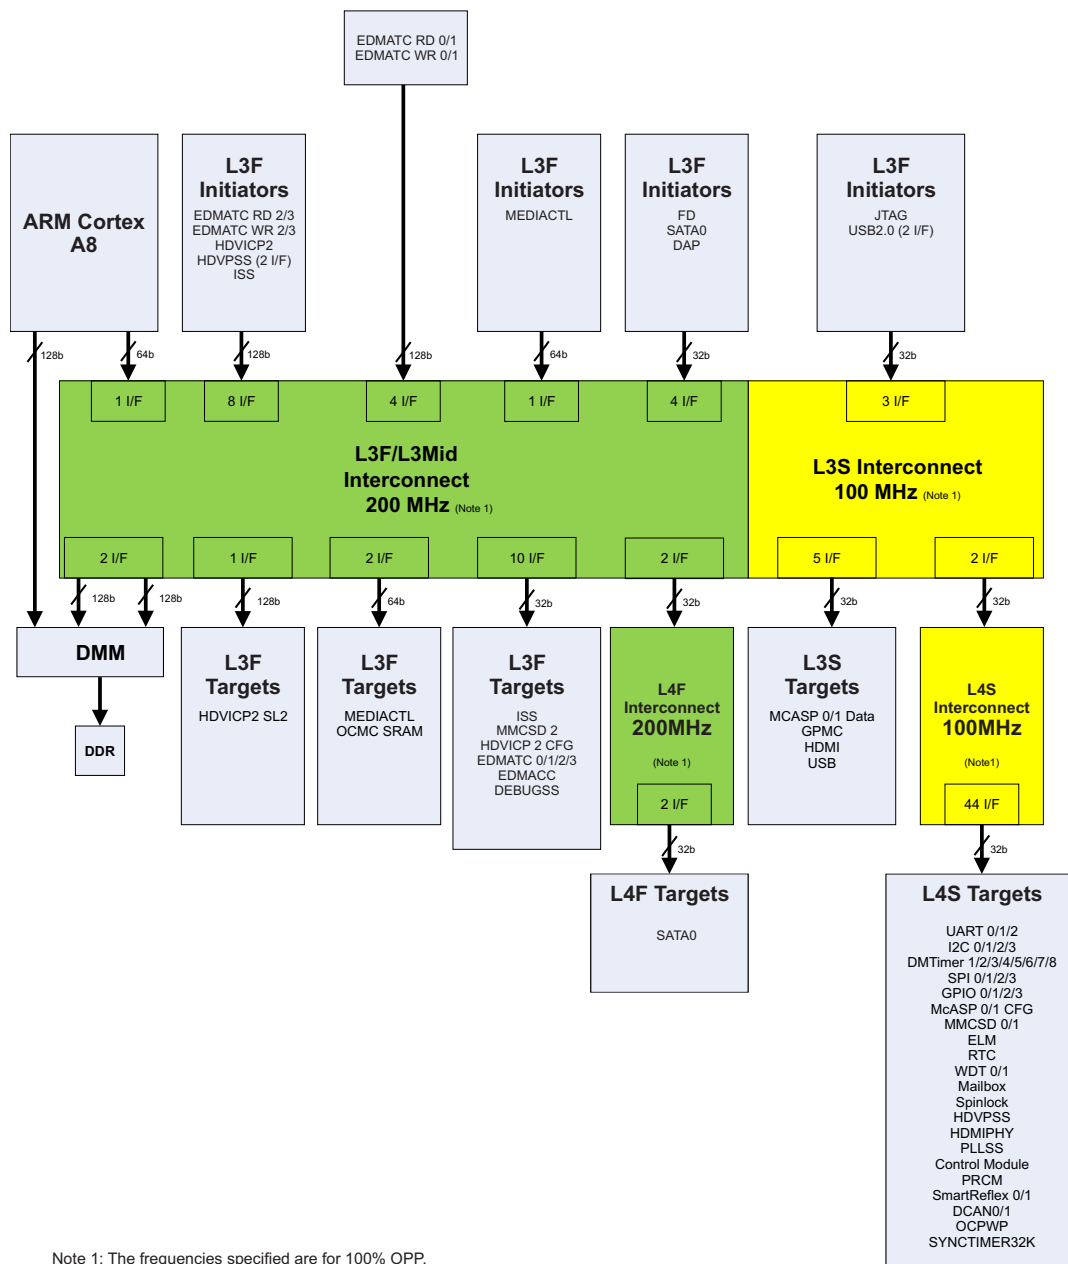 EDMATC RD 0/1
EDMATC WR 0/1
ARM Cortex
A8
L3F
Initiators
EDMATC RD 2/3
EDMATC WR 2/3
HDVICP2
HDVPSS (2 I/F)
ISS
L3F
Initiators
MEDIACTL
L3F
Initiators
FD
SATA0
DAP
L3F
Initiators
JTAG
USB2.0 (2 I/F)
128b
64b
128b
128b
64b
32b
32b
1 I/F
8 I/F
4 I/F
1 I/F
4 I/F
3 I/F
L3F/L3Mid
Interconnect
200 MHz (Note 1)
L3S Interconnect
100 MHz (Note 1)
2 I/F
1 I/F
2 I/F
10 I/F
2 I/F
5 I/F
2 I/F
128b
128b
128b
64b
32b
32b
32b
32b
DMM
DDR
L3F
Targets
HDVICP2 SL2
L3F
Targets
MEDIACTL
OCMC SRAM
L3F
Targets
ISS
MMCSD 2
HDVICP 2 CFG
EDMATC 0/1/2/3
EDMACC
DEBUGSS
L4F
Interconnect
200MHz
(Note 1)
2 I/F
L3S
Targets
MCASP 0/1 Data
GPMC
HDMI
USB
L4S
Interconnect
100MHz
(Note1)
44 I/F
32b
32b
L4F Targets
SATA0
L4S Targets
UART 0/1/2
I2C 0/1/2/3
DMTimer 1/2/3/4/5/6/7/8
SPI 0/1/2/3
GPIO 0/1/2/3
McASP 0/1 CFG
MMCSD 0/1
ELM
RTC
WDT 0/1
Mailbox
Spinlock
HDVPSS
HDMIPHY
PLLSS
Control Module
PRCM
SmartReflex 0/1
DCAN0/1
OCPWP
SYNCTIMER32K
Note 1: The frequencies specified are for 100% OPP.